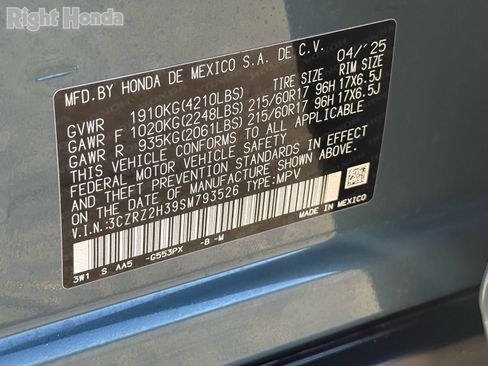 Right Honda
MFD.BY HONDA DE MEXICO S.A. DE C.V. 04/'25
TIRE SIZE RIM SIZE
GVWR 1910KG(4210LBS)
GAWR F 1020KG(2248LBS) 215/60R17 96H 17X6.5J
GAWR R 935KG(2061LBS) 215/60R17 96H 17X6.5J
THIS VEHICLE CONFORMS TO ALL APPLICABLE
FEDERAL MOTOR VEHICLE SAFETY, BUMPER, AND
THEFT PREVENTION STANDARDS IN EFFECT
ON THE DATE OF MANUFACTURE SHOWN ABOVE.
V.I.N.:3CZRZ2H39SM793526 TYPE:MPV
3W1 S AA5 -G553PX -B -M
MADE IN MEXICO